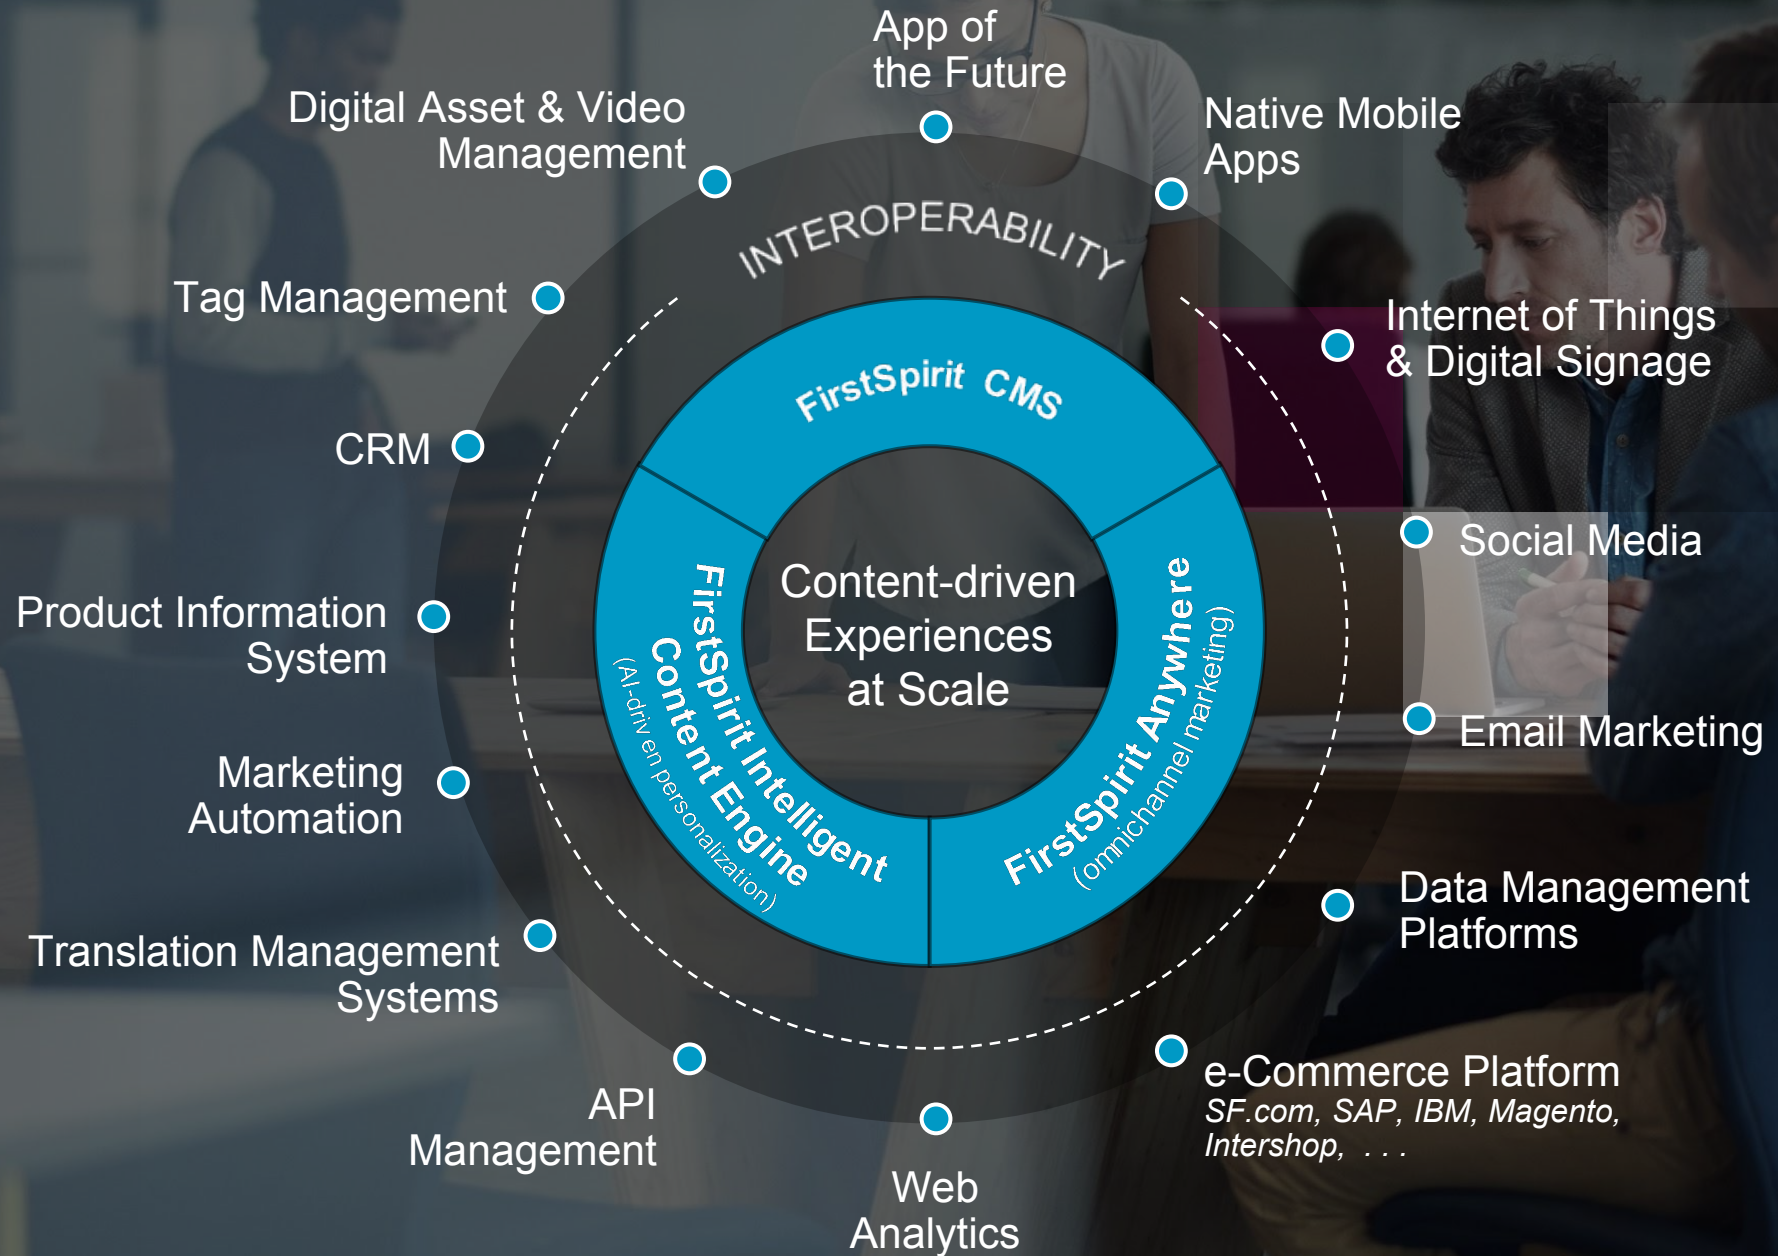 App of
the Future
Digital Asset & Video
Management
Native Mobile
Apps
INTEROPERABILITY
Tag Management
Internet of Things
& Digital Signage
FirstSpirit CMS
CRM
Social Media
Content-driven
Experiences
at Scale
FirstSpirit Intelligent
Content Engine
(AI-driven personalization)
FirstSpirit Anywhere
(omnichannel marketing)
Product Information
System
Email Marketing
Marketing
Automation
Data Management
Platforms
Translation Management
Systems
e-Commerce Platform
SF.com, SAP, IBM, Magento,
Intershop, . . .
API
Management
Web
Analytics